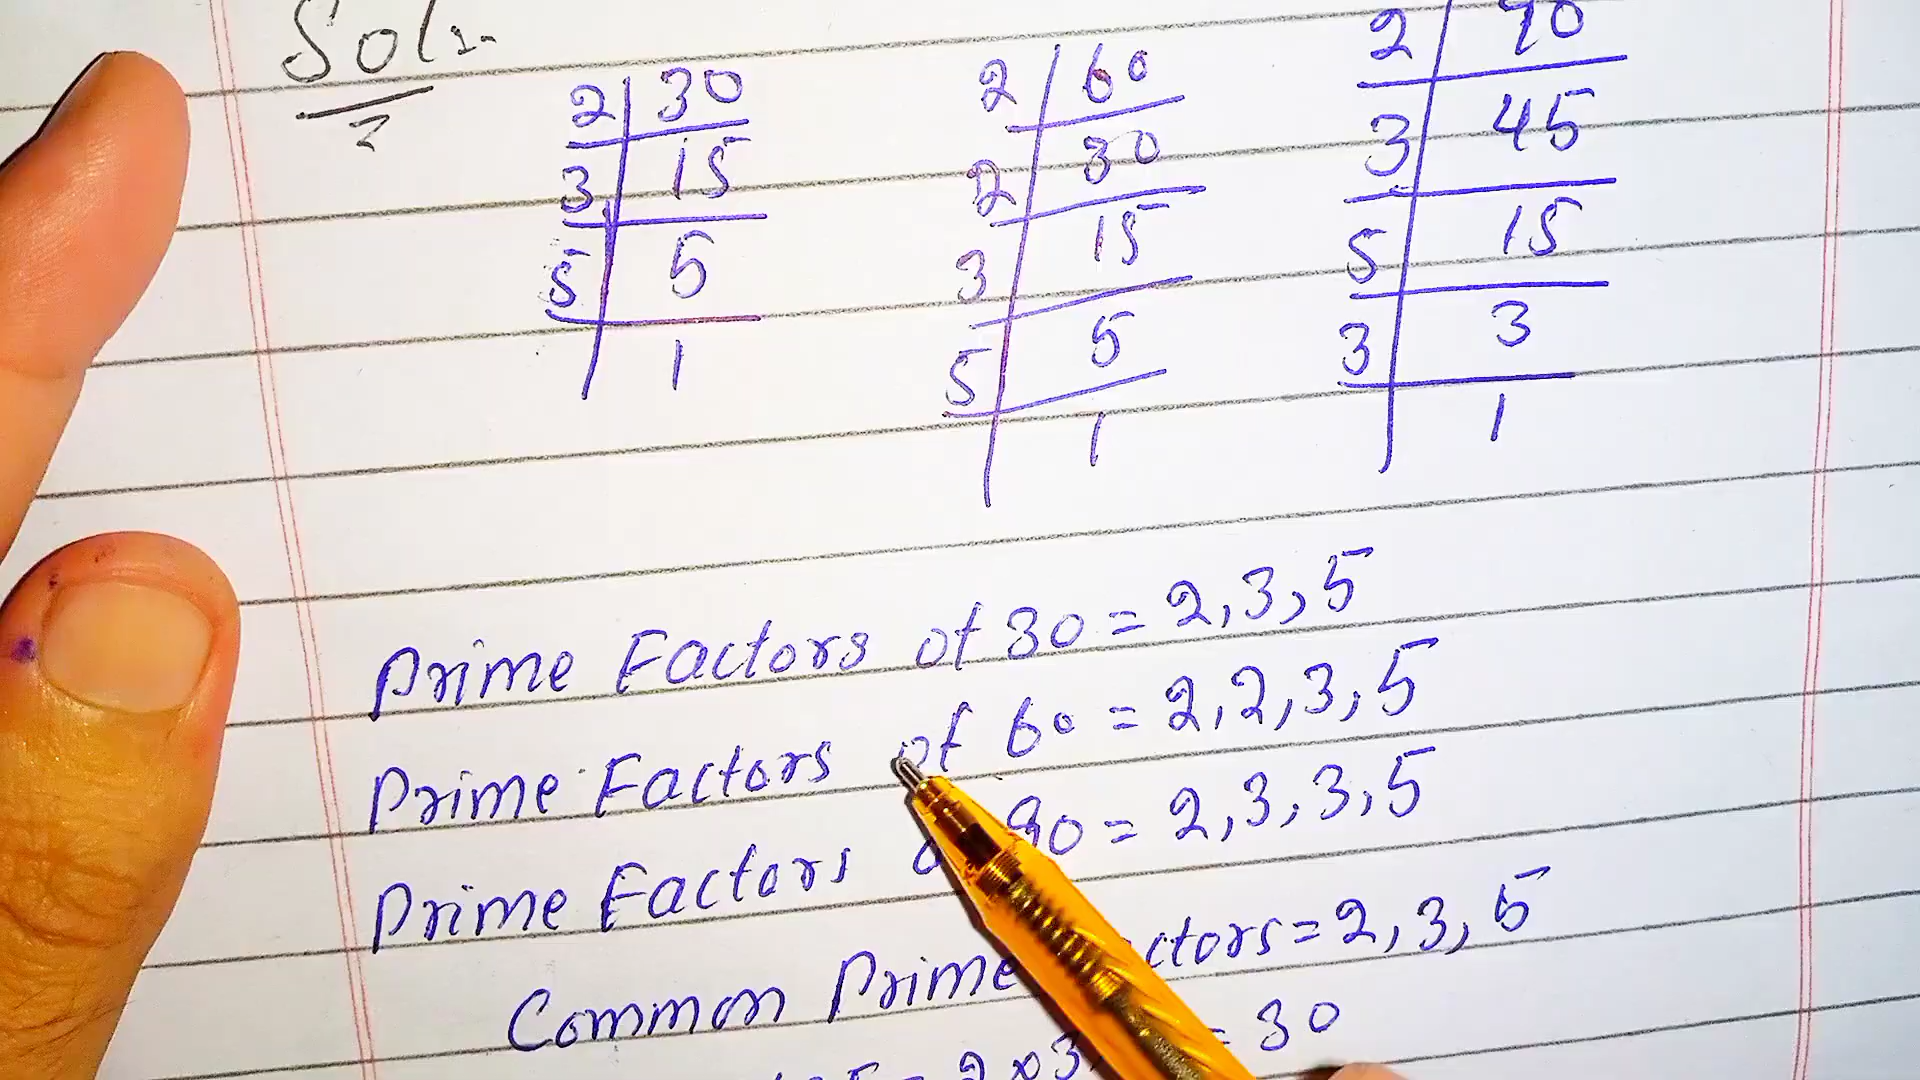 Sol:-
2 | 30
3 | 15
5 | 5
1
2 | 60
2 | 30
3 | 15
5 | 5
1
2 | 90
3 | 45
5 | 15
3 | 3
1
Prime Factors of 30 = 2, 3, 5
Prime Factors of 60 = 2, 2, 3, 5
Prime Factors 90 = 2, 3, 3, 5
Common Prime = 2, 3, 5
= 2 × 3 = 30